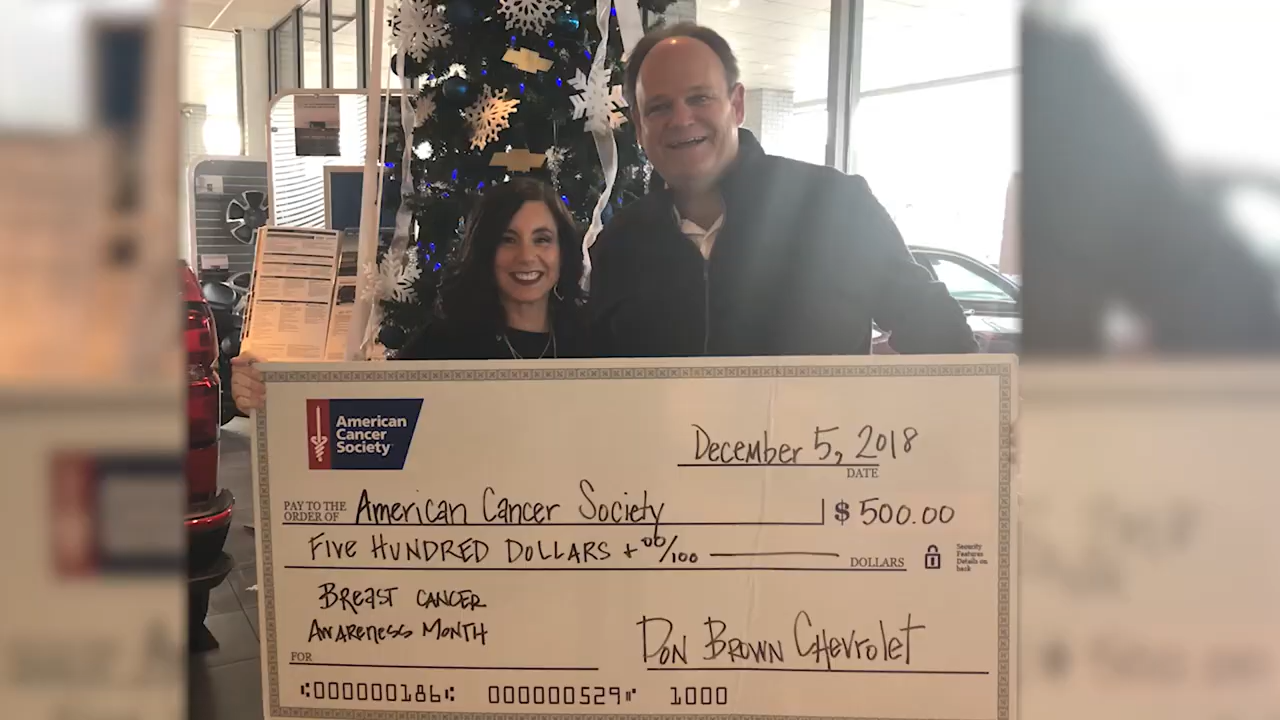 American
Cancer
Society
December 5, 2018
DATE
PAY TO THE
ORDER OF American Cancer Society $ 500.00
FIVE HUNDRED DOLLARS + 00/100 DOLLARS
Security
Features
Details on
back
BREAST CANCER
AWARENESS MONTH
FOR
DON BROWN CHEVROLET
⑆000000186⑆ 000000529⑈ 1000